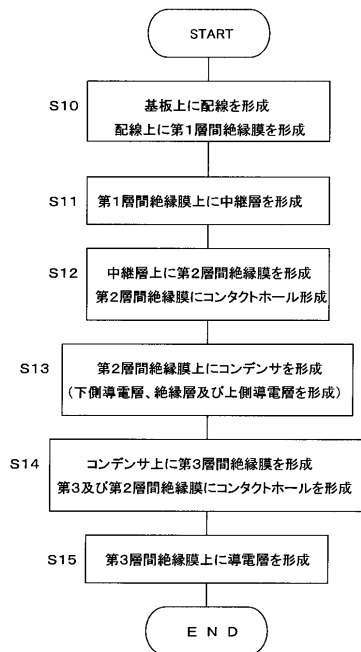 START
S10
基板上に配線を形成
配線上に第1層間絶縁膜を形成
S11
第1層間絶縁膜上に中継層を形成
S12
中継層上に第2層間絶縁膜を形成
第2層間絶縁膜にコンタクトホール形成
S13
第2層間絶縁膜上にコンデンサを形成
(下側導電層、絶縁層及び上側導電層を形成)
S14
コンデンサ上に第3層間絶縁膜を形成
第3及び第2層間絶縁膜にコンタクトホールを形成
S15
第3層間絶縁膜上に導電層を形成
END